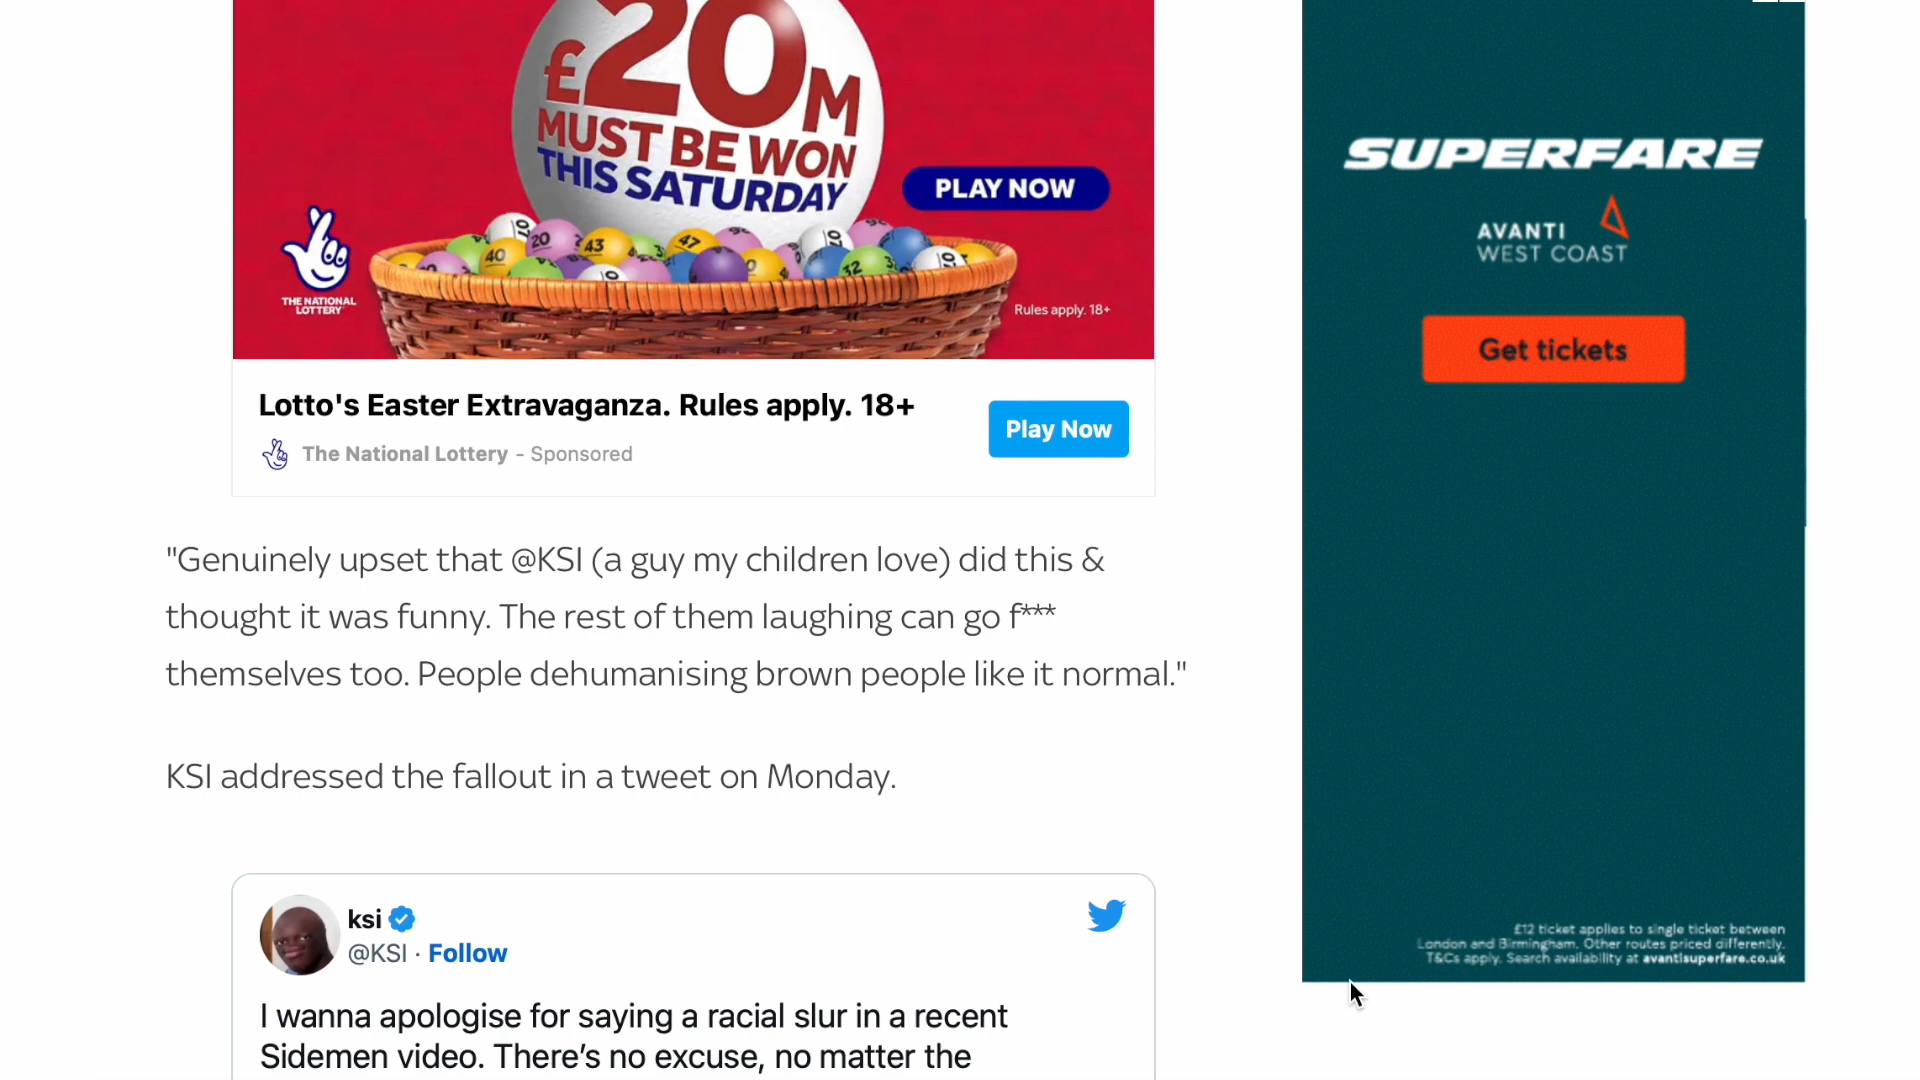 £20M
MUST BE WON
THIS SATURDAY
PLAY NOW
THE NATIONAL
LOTTERY
Rules apply. 18+
Lotto's Easter Extravaganza. Rules apply. 18+
The National Lottery - Sponsored
Play Now
"Genuinely upset that @KSI (a guy my children love) did this &
thought it was funny. The rest of them laughing can go f***
themselves too. People dehumanising brown people like it normal."
KSI addressed the fallout in a tweet on Monday.
ksi
@KSI · Follow
I wanna apologise for saying a racial slur in a recent
Sidemen video. There's no excuse, no matter the
SUPERFARE
AVANTI
WEST COAST
Get tickets
£12 ticket applies to single ticket between
London and Birmingham. Other routes priced differently.
T&Cs apply. Search availability at avantisuperfare.co.uk